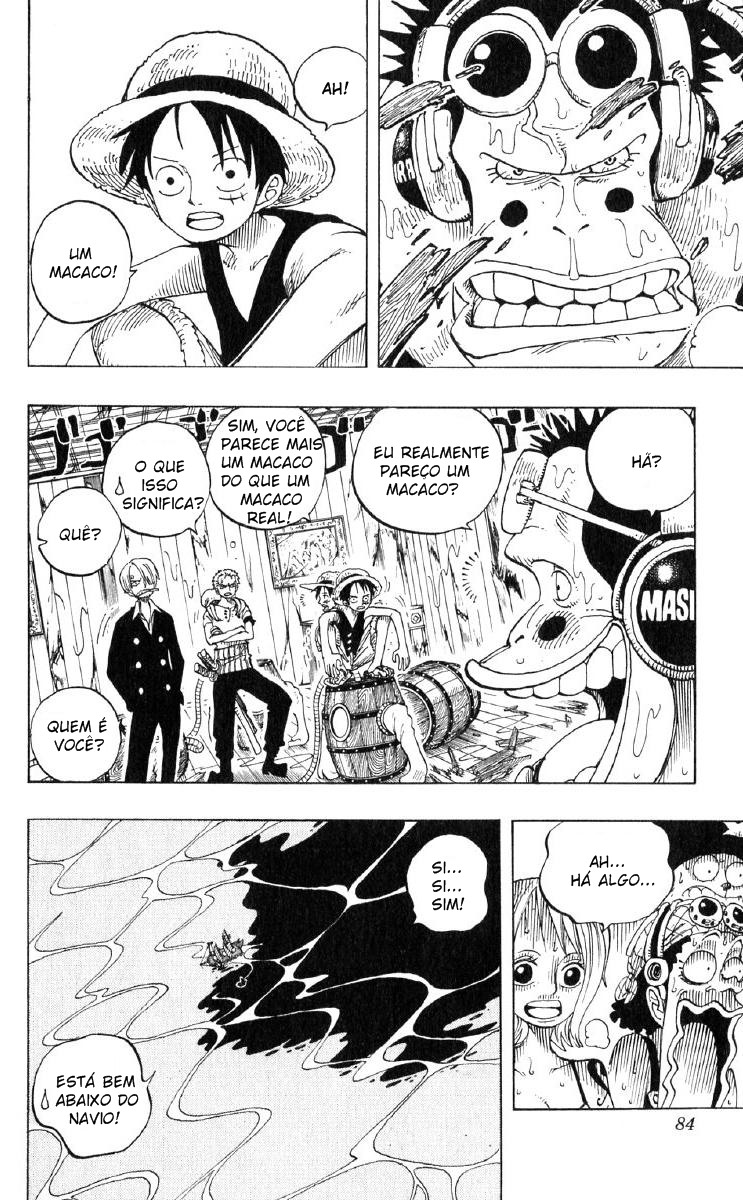 AH!
UM
MACACO!
HÃ?
EU REALMENTE
PAREÇO UM
MACACO?
SIM, VOCÊ
PARECE MAIS
UM MACACO
DO QUE UM
MACACO
REAL!
O QUE
ISSO
SIGNIFICA?
QUÊ?
QUEM É
VOCÊ?
MASI
AH...
HÁ ALGO...
SI...
SI...
SIM!
ESTÁ BEM
ABAIXO DO
NAVIO!
84